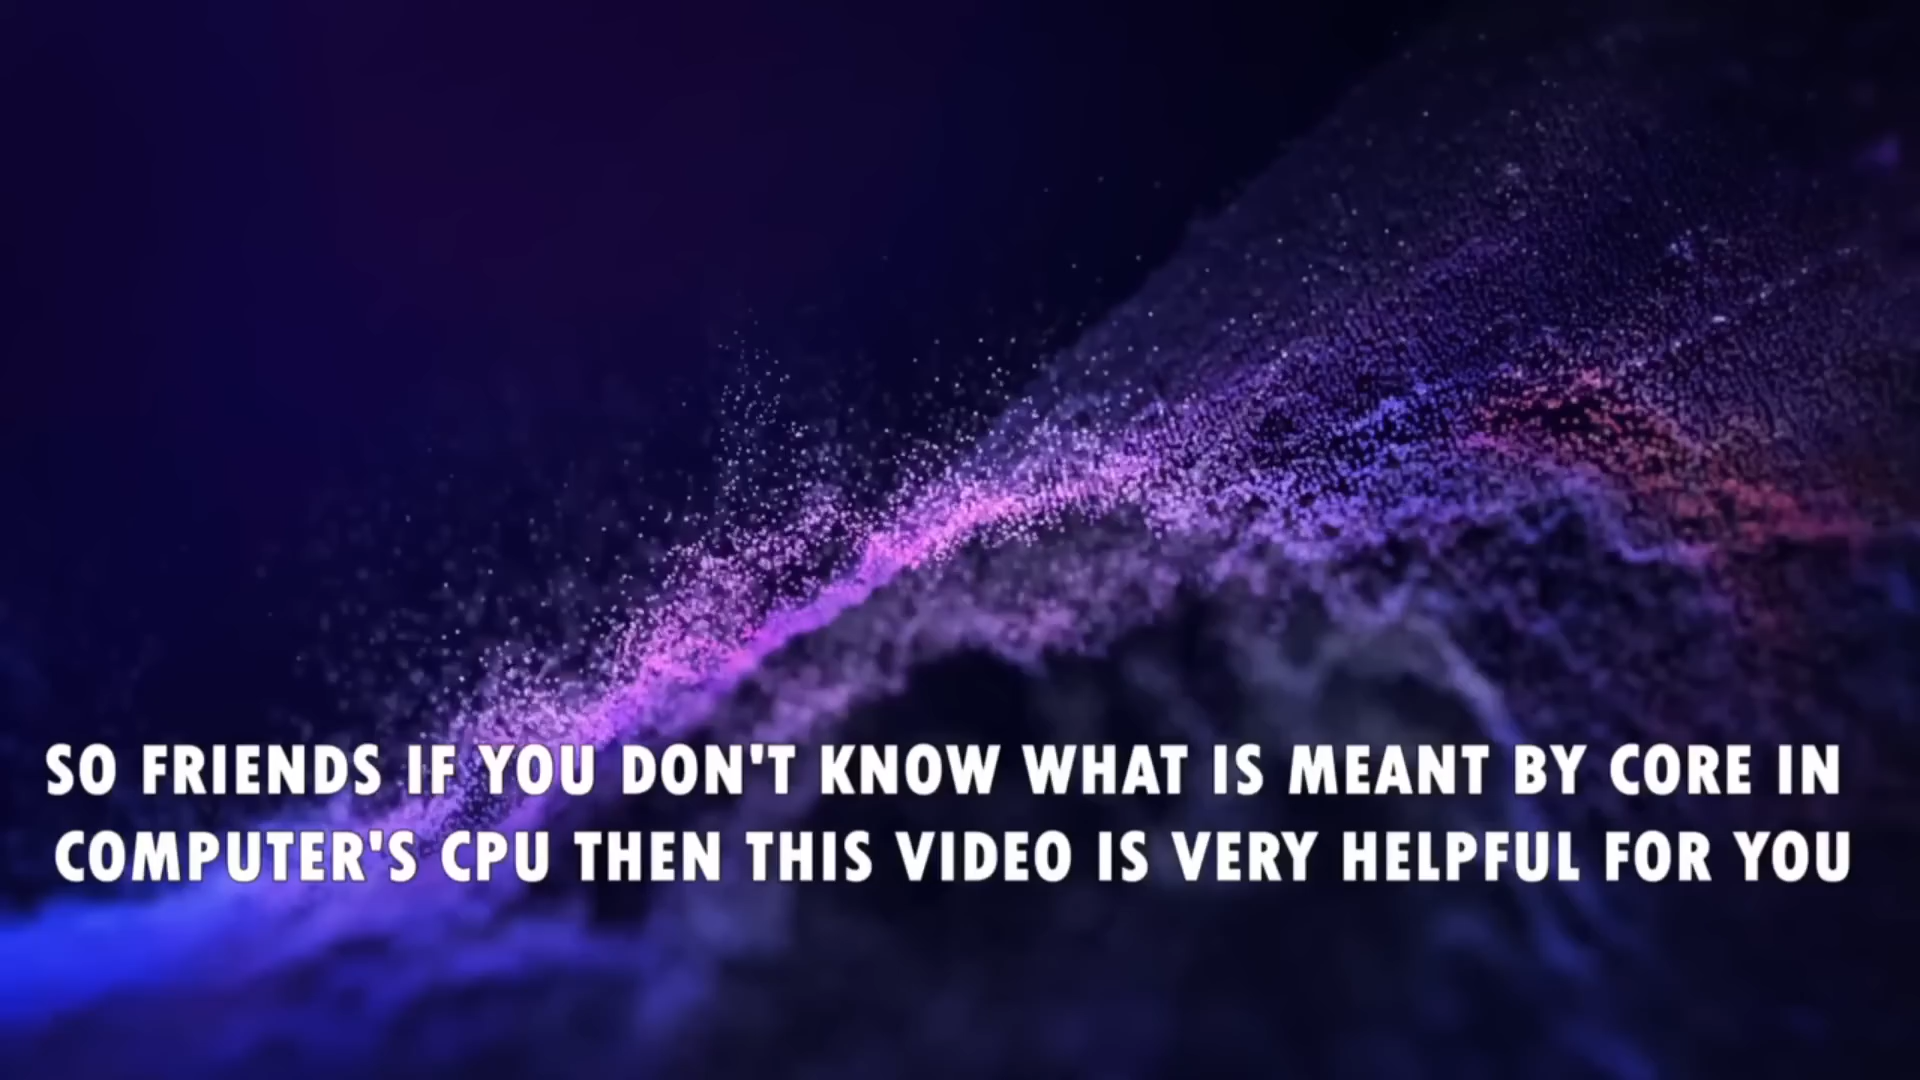 SO FRIENDS IF YOU DON'T KNOW WHAT IS MEANT BY CORE IN
COMPUTER'S CPU THEN THIS VIDEO IS VERY HELPFUL FOR YOU